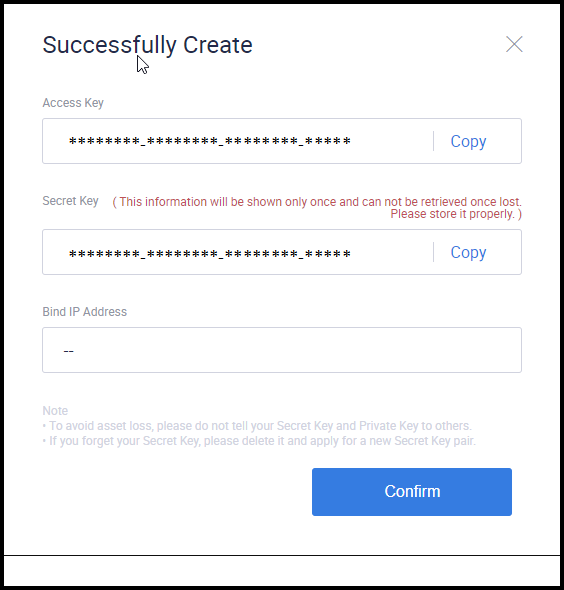 Successfully Create
Access Key
********-********-********-*****
Copy
Secret Key ( This information will be shown only once and can not be retrieved once lost.
Please store it properly. )
********-********-********-*****
Copy
Bind IP Address
--
Note
• To avoid asset loss, please do not tell your Secret Key and Private Key to others.
• If you forget your Secret Key, please delete it and apply for a new Secret Key pair.
Confirm